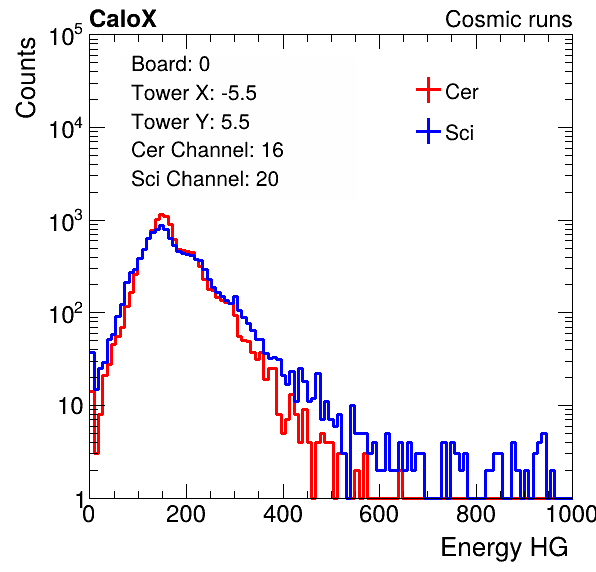 CaloX Cosmic runs
Counts
10^5
10^4
10^3
10^2
10
1
Board: 0
Tower X: -5.5
Tower Y: 5.5
Cer Channel: 16
Sci Channel: 20
Cer
Sci
0 200 400 600 800 1000
Energy HG